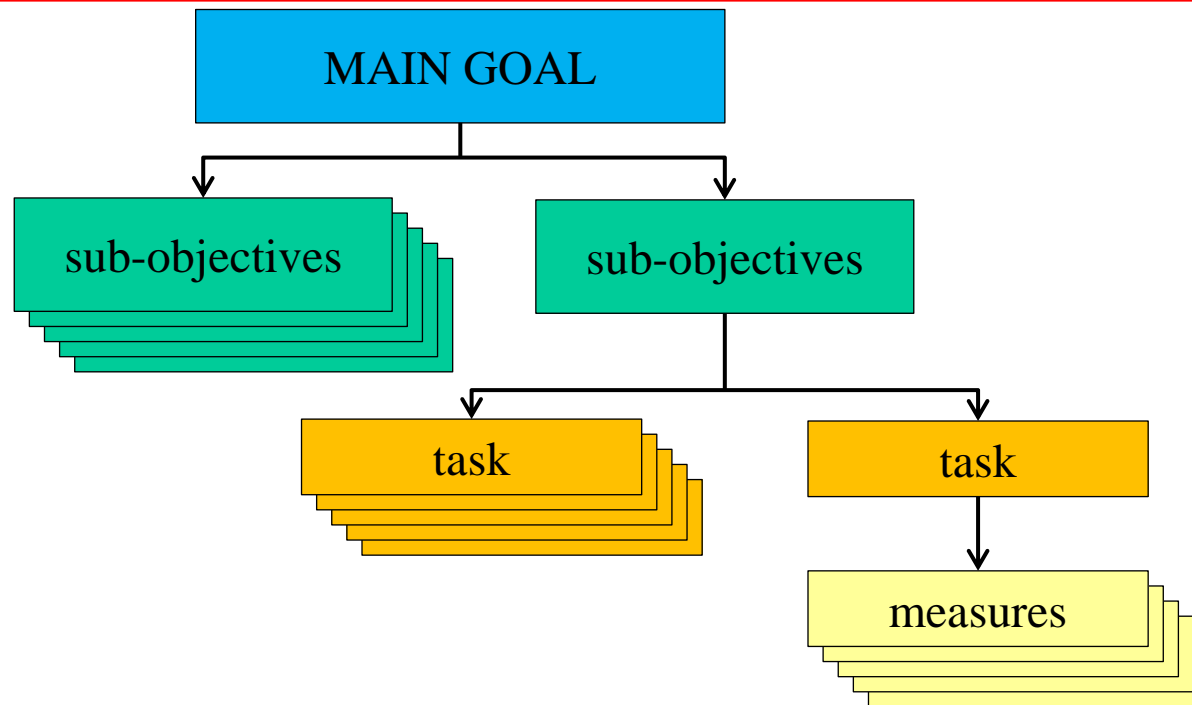 MAIN GOAL
sub-objectives
sub-objectives
task
task
measures